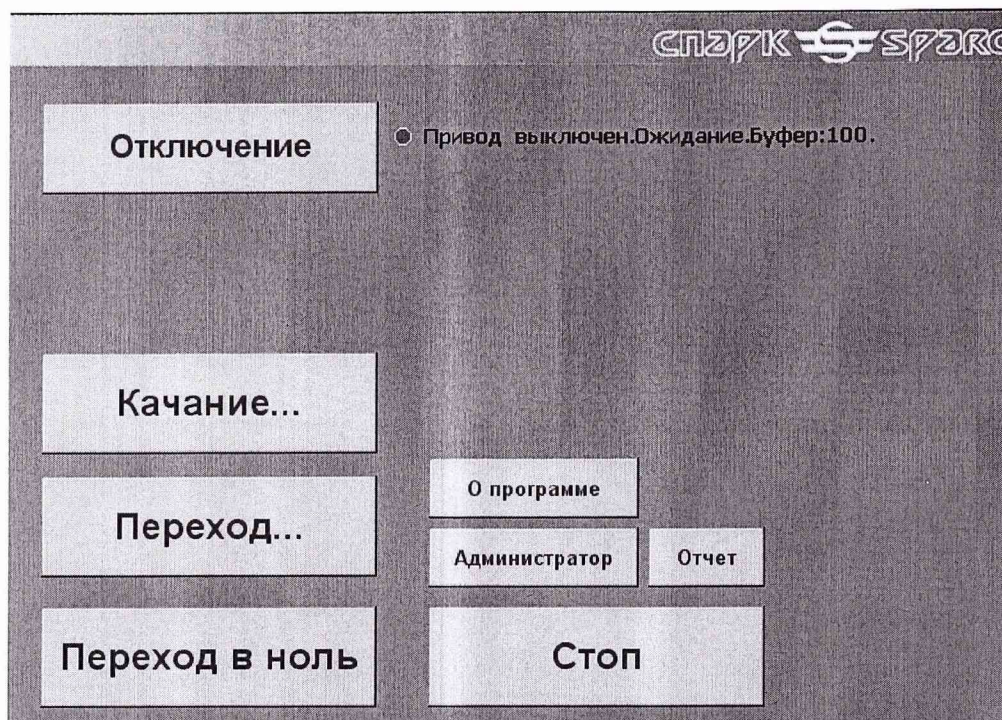 спарк S SPARC
Отключение
Привод выключен.Ожидание.Буфер:100.
Качание...
О программе
Переход...
Администратор
Отчет
Переход в ноль
Стоп